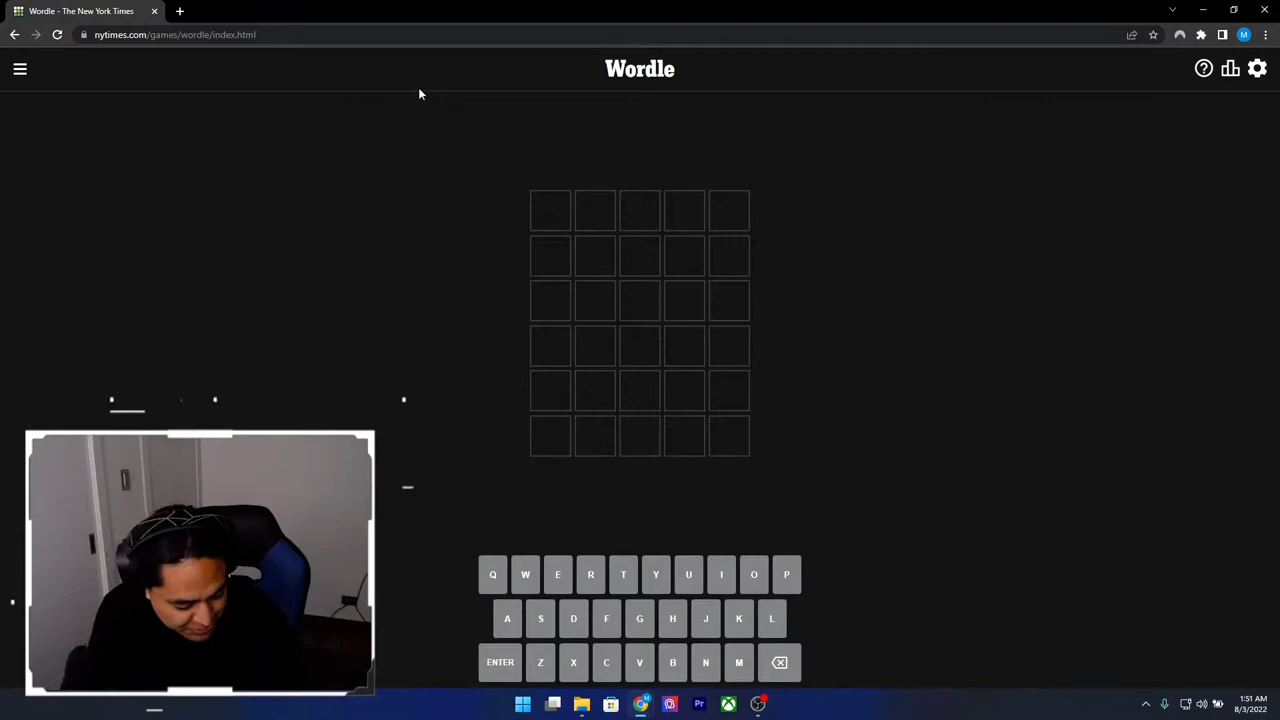 Wordle - The New York Times
nytimes.com/games/wordle/index.html
M
Wordle
Q W E R T Y U I O P
A S D F G H J K L
ENTER Z X C V B N M
M Pr
1:51 AM
8/3/2022